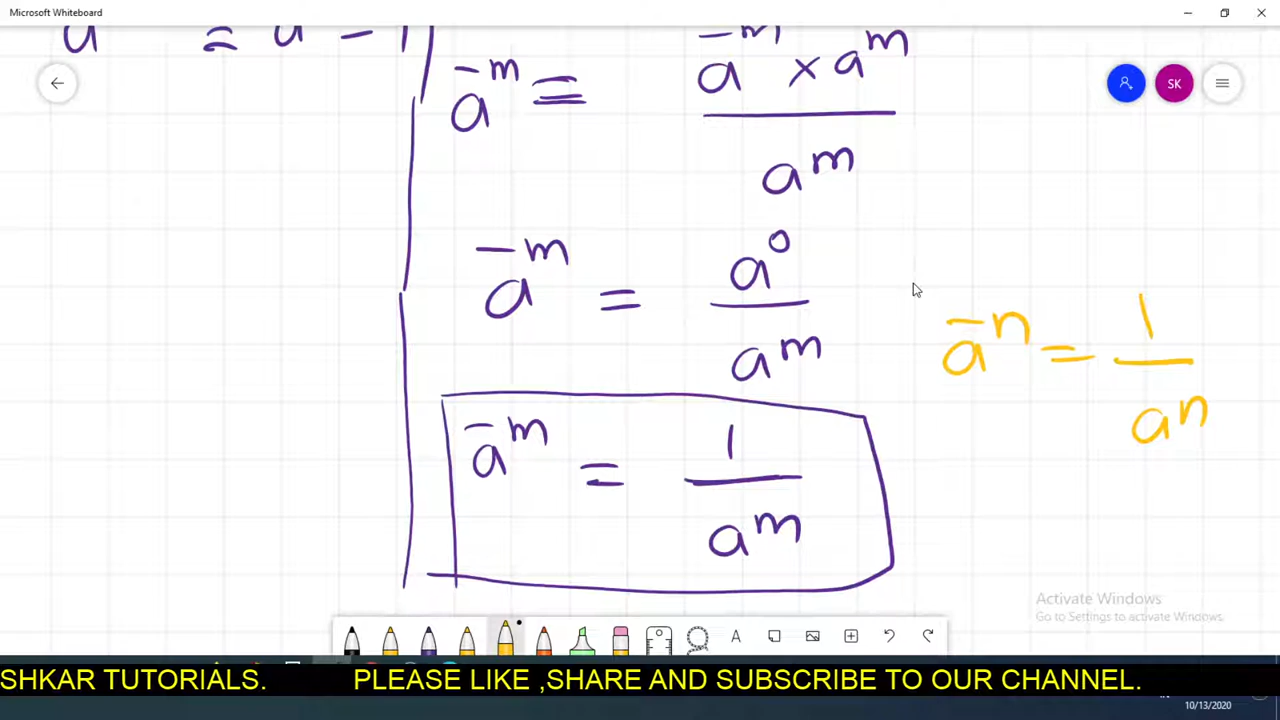 Microsoft Whiteboard
SK
a^-m = a^-m × a^m / a^m
a^-m = a^0 / a^m
a^-n = 1 / a^n
a^-m = 1 / a^m
Activate Windows
Go to Settings to activate Windows.
A
SHKAR TUTORIALS. PLEASE LIKE ,SHARE AND SUBSCRIBE TO OUR CHANNEL.
10/13/2020